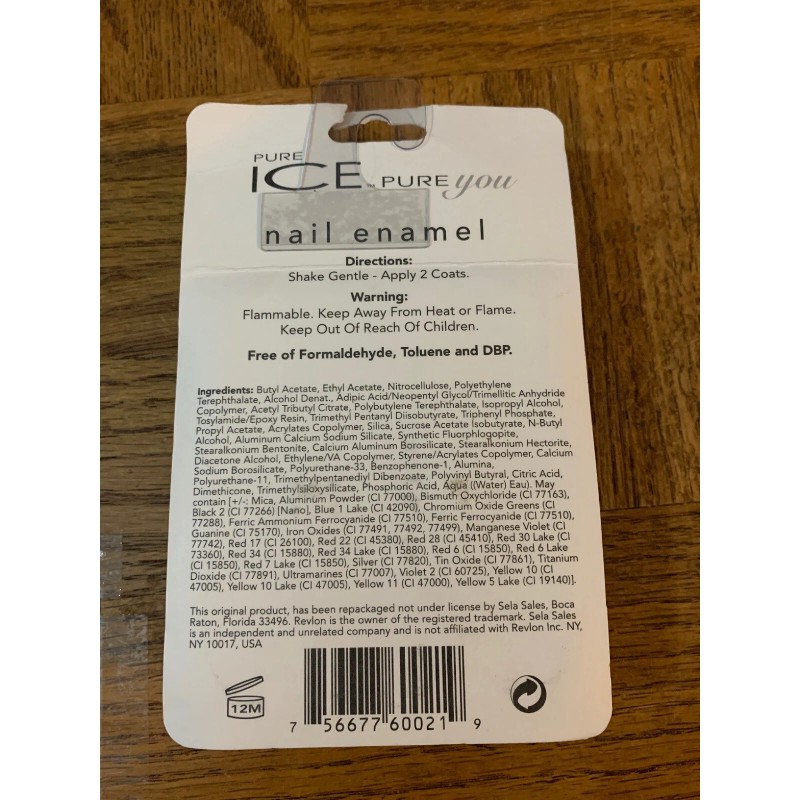 PURE
ICE™ PURE you
nail enamel
Directions:
Shake Gentle - Apply 2 Coats.
Warning:
Flammable. Keep Away From Heat or Flame.
Keep Out Of Reach Of Children.
Free of Formaldehyde, Toluene and DBP.
Ingredients: Butyl Acetate, Ethyl Acetate, Nitrocellulose, Polyethylene
Terephthalate, Alcohol Denat., Adipic Acid/Neopentyl Glycol/Trimellitic Anhydride
Copolymer, Acetyl Tributyl Citrate, Polybutylene Terephthalate, Isopropyl Alcohol,
Tosylamide/Epoxy Resin, Trimethyl Pentanyl Diisobutyrate, Triphenyl Phosphate,
Propyl Acetate, Acrylates Copolymer, Silica, Sucrose Acetate Isobutyrate, N-Butyl
Alcohol, Aluminum Calcium Sodium Silicate, Synthetic Fluorphlogopite,
Stearalkonium Bentonite, Calcium Aluminum Borosilicate, Stearalkonium Hectorite,
Diacetone Alcohol, Ethylene/VA Copolymer, Styrene/Acrylates Copolymer, Calcium
Sodium Borosilicate, Polyurethane-33, Benzophenone-1, Alumina,
Polyurethane-11, Trimethylpentanediyl Dibenzoate, Polyvinyl Butyral, Citric Acid,
Dimethicone, Trimethylsiloxysilicate, Phosphoric Acid, Aqua ((Water) Eau). May
contain [+/-: Mica, Aluminum Powder (CI 77000), Bismuth Oxychloride (CI 77163),
Black 2 (CI 77266) [Nano], Blue 1 Lake (CI 42090), Chromium Oxide Greens (CI
77288), Ferric Ammonium Ferrocyanide (CI 77510), Ferric Ferrocyanide (CI 77510),
Guanine (CI 75170), Iron Oxides (CI 77491, 77492, 77499), Manganese Violet (CI
77742), Red 17 (CI 26100), Red 22 (CI 45380), Red 28 (CI 45410), Red 30 Lake (CI
73360), Red 34 (CI 15880), Red 34 Lake (CI 15880), Red 6 (CI 15850), Red 6 Lake
(CI 15850), Red 7 Lake (CI 15850), Silver (CI 77820), Tin Oxide (CI 77861), Titanium
Dioxide (CI 77891), Ultramarines (CI 77007), Violet 2 (CI 60725), Yellow 10 (CI
47005), Yellow 10 Lake (CI 47005), Yellow 11 (CI 47000), Yellow 5 Lake (CI 19140)].
This original product, has been repackaged not under license by Sela Sales, Boca
Raton, Florida 33496. Revlon is the owner of the registered trademark. Sela Sales
is an independent and unrelated company and is not affiliated with Revlon Inc. NY,
NY 10017, USA
12M
7 56677 60021 9